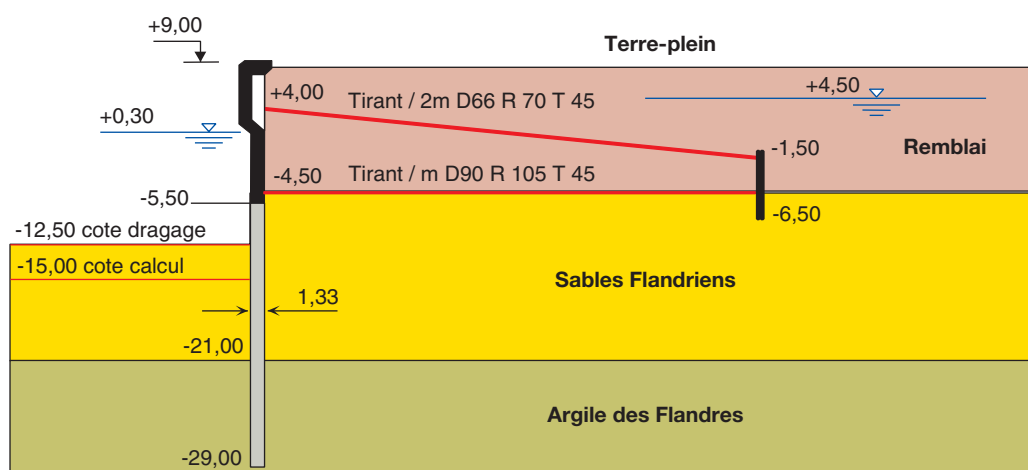 +9,00
Terre-plein
+4,00
Tirant / 2m D66 R 70 T 45
+4,50
+0,30
-1,50
Remblai
-4,50
Tirant / m D90 R 105 T 45
-5,50
-6,50
-12,50 cote dragage
-15,00 cote calcul
Sables Flandriens
1,33
-21,00
Argile des Flandres
-29,00